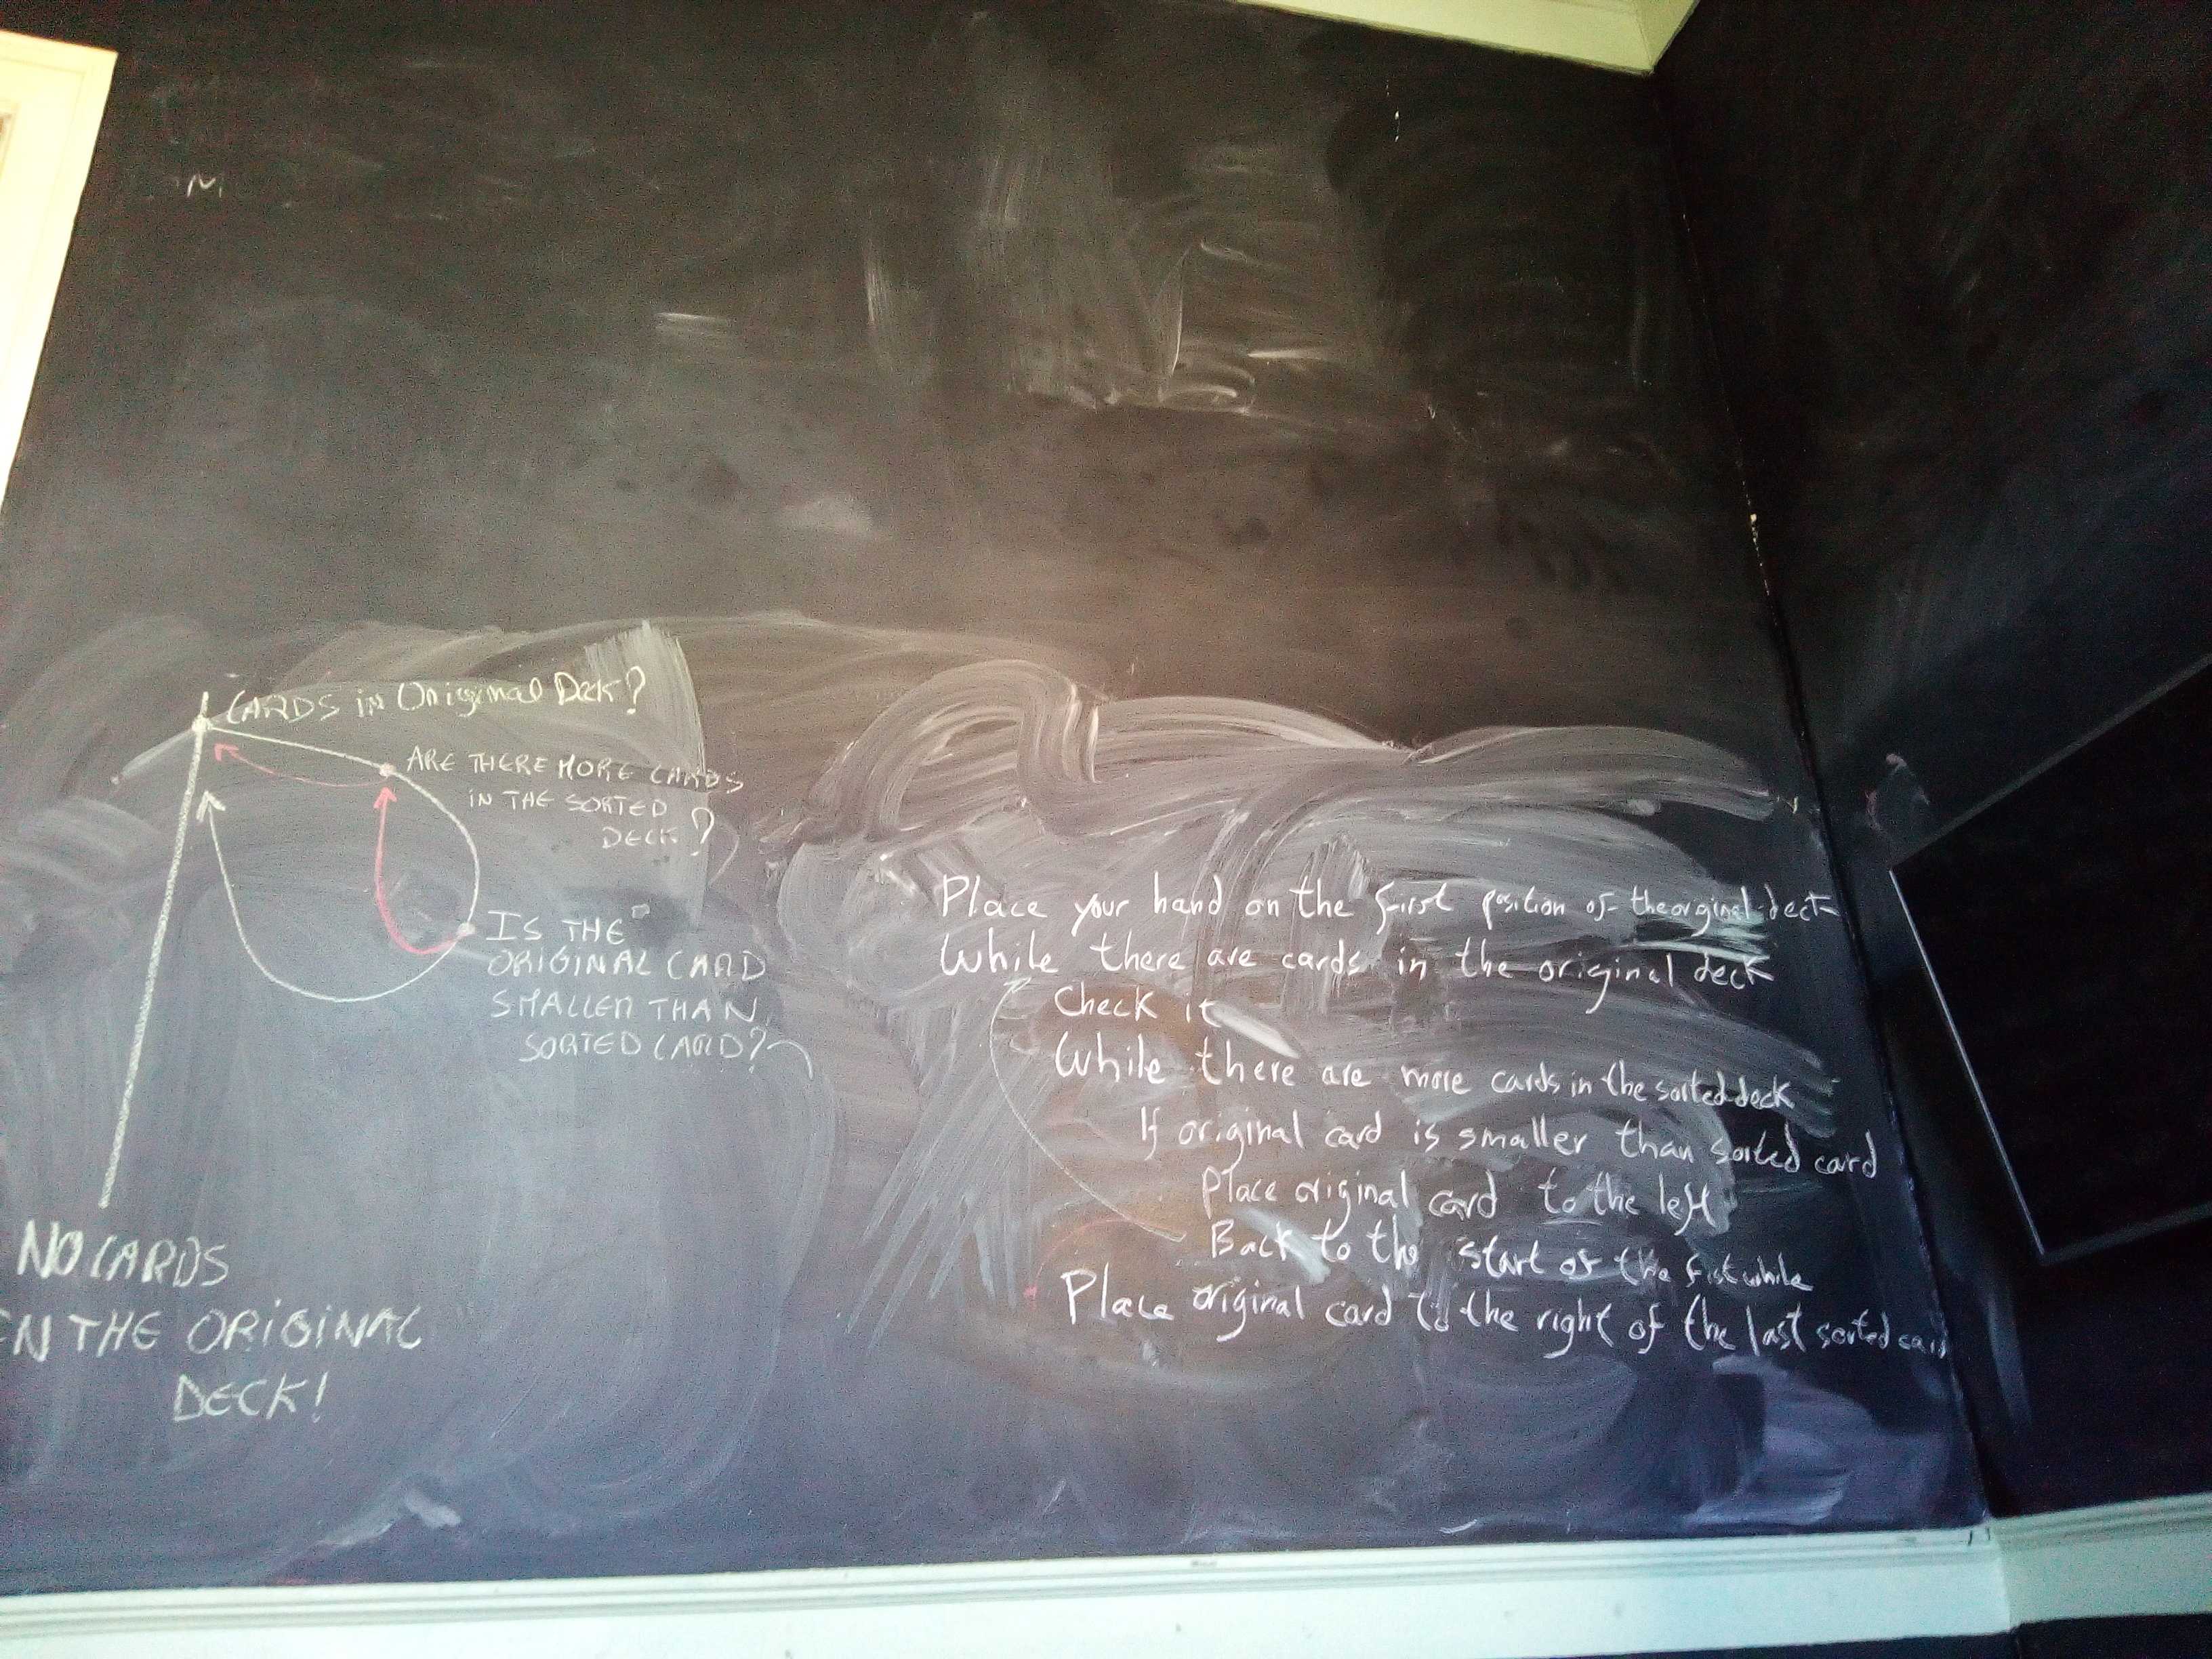 CARDS in Original Deck?
ARE THERE MORE CARDS
IN THE SORTED
DECK?
IS THE
ORIGINAL CARD
SMALLER THAN
SORTED CARD?
NO CARDS
IN THE ORIGINAL
DECK!
Place your hand on the first position of the orginal deck
While there are cards in the original deck
Check it
While there are more cards in the sorted deck
If original card is smaller than sorted card
Place original card to the left
Back to the start of the fist while
Place original card to the right of the last sorted card